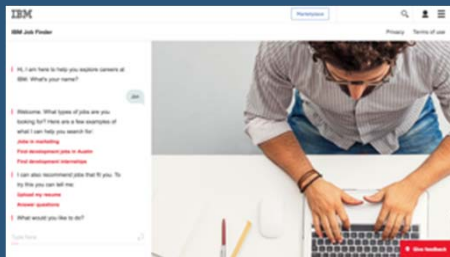 IBM
Marketplace
IBM Job Finder
Privacy Terms of use
Hi, I am here to help you explore careers at
IBM. What's your name?
Jen
Welcome. What types of jobs are you
looking for? Here are a few examples of
what I can help you search for:
Jobs in marketing
Find development jobs in Austin
Find development internships
I can also recommend jobs that fit you. To
try this you can tell me:
Upload my resume
Answer questions
What would you like to do?
Type here
Give feedback